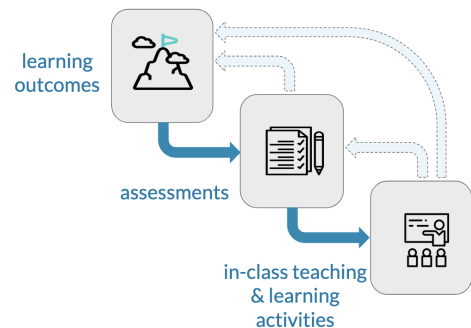 learning
outcomes
assessments
in-class teaching
& learning
activities